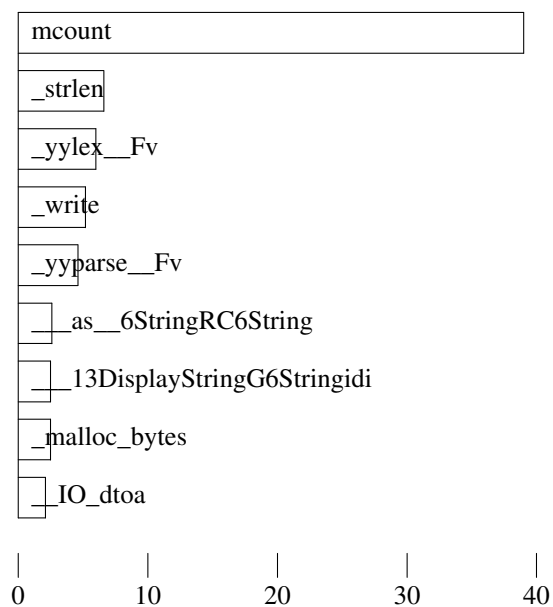 mcount
_strlen
_yylex__Fv
_write
_yyparse__Fv
___as__6StringRC6String
___13DisplayStringG6Stringidi
_malloc_bytes
__IO_dtoa
0 10 20 30 40